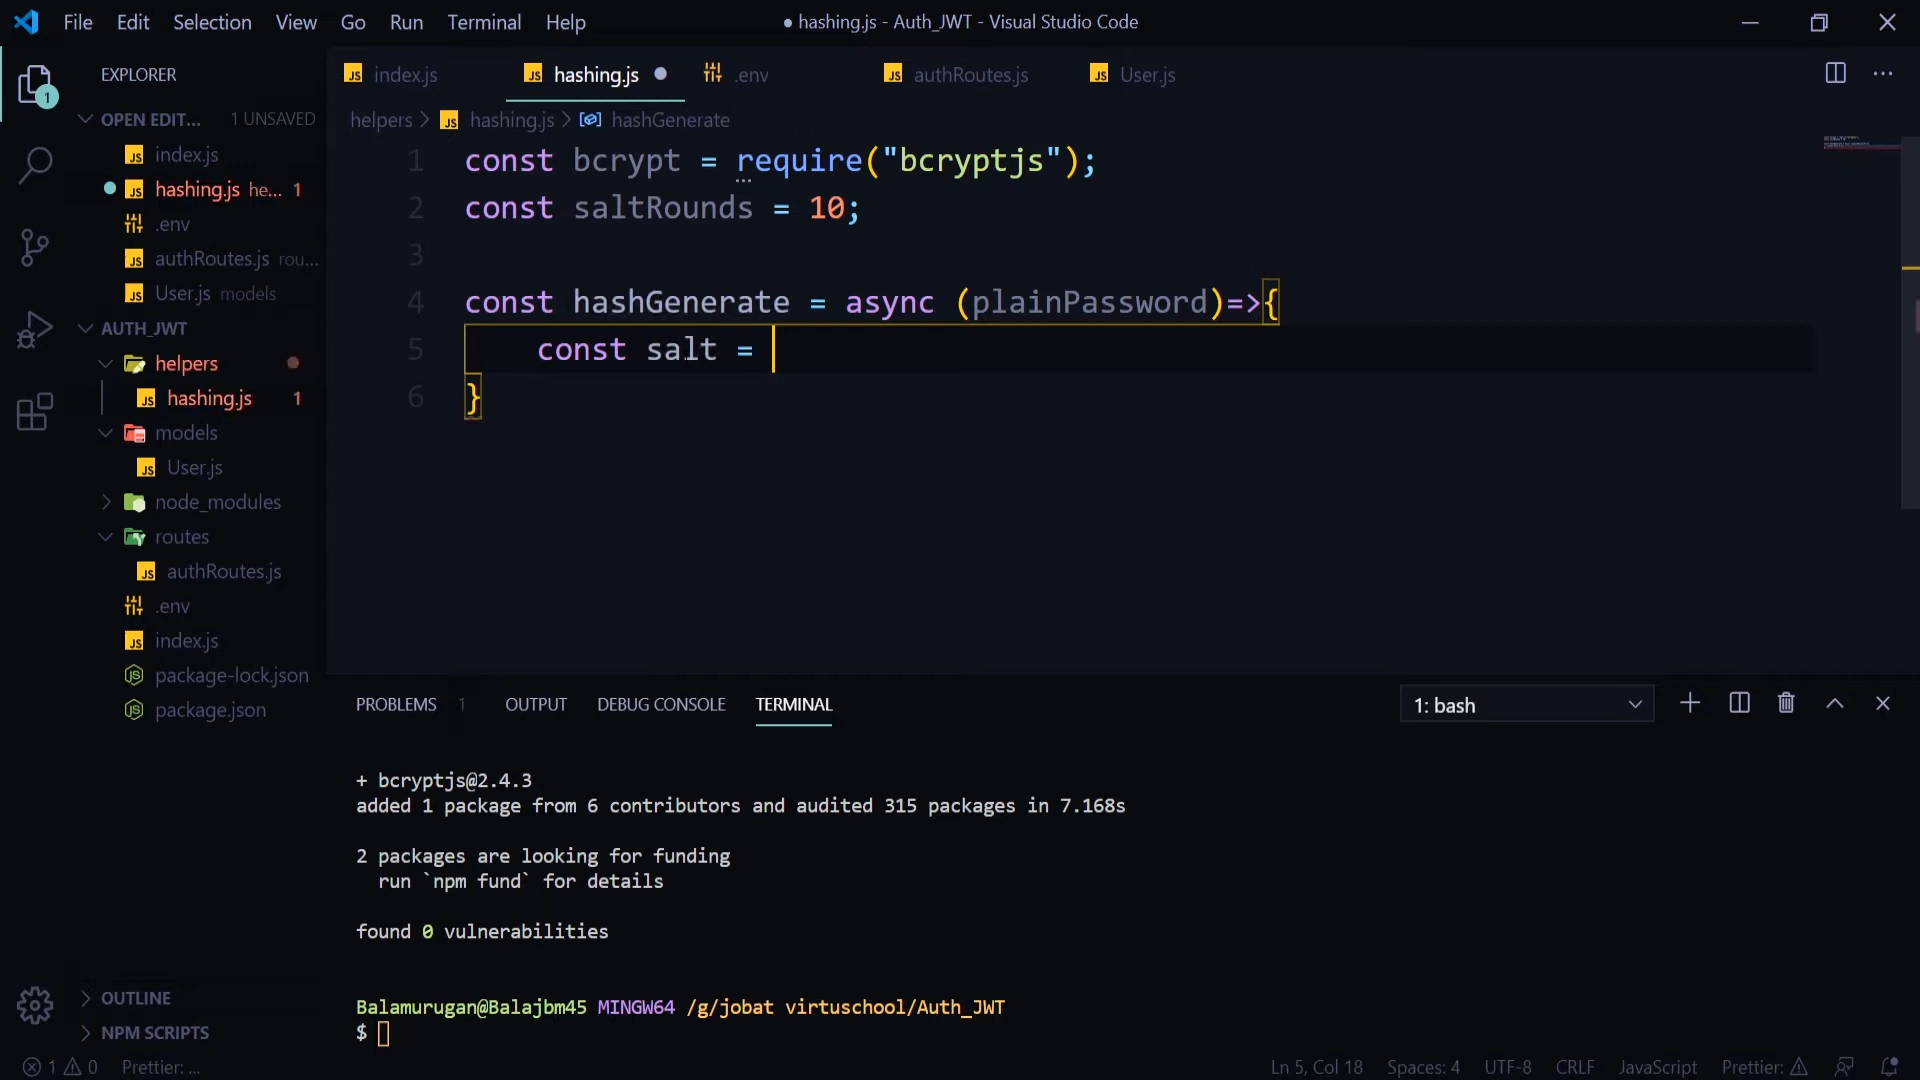 File Edit Selection View Go Run Terminal Help
● hashing.js - Auth_JWT - Visual Studio Code
EXPLORER
OPEN EDIT... 1 UNSAVED
index.js
hashing.js he... 1
.env
authRoutes.js rou...
User.js models
AUTH_JWT
helpers
hashing.js 1
models
User.js
node_modules
routes
authRoutes.js
.env
index.js
package-lock.json
package.json
OUTLINE
NPM SCRIPTS
1
index.js hashing.js ● .env authRoutes.js User.js
helpers > hashing.js > hashGenerate
1 const bcrypt = require("bcryptjs");
2 const saltRounds = 10;
3
4 const hashGenerate = async (plainPassword)=>{
5 const salt =
6 }
PROBLEMS 1 OUTPUT DEBUG CONSOLE TERMINAL 1: bash
+ bcryptjs@2.4.3
added 1 package from 6 contributors and audited 315 packages in 7.168s
2 packages are looking for funding
run `npm fund` for details
found 0 vulnerabilities
Balamurugan@Balajbm45 MINGW64 /g/jobat virtuschool/Auth_JWT
$
1 0 Prettier: ... Ln 5, Col 18 Spaces: 4 UTF-8 CRLF JavaScript Prettier: